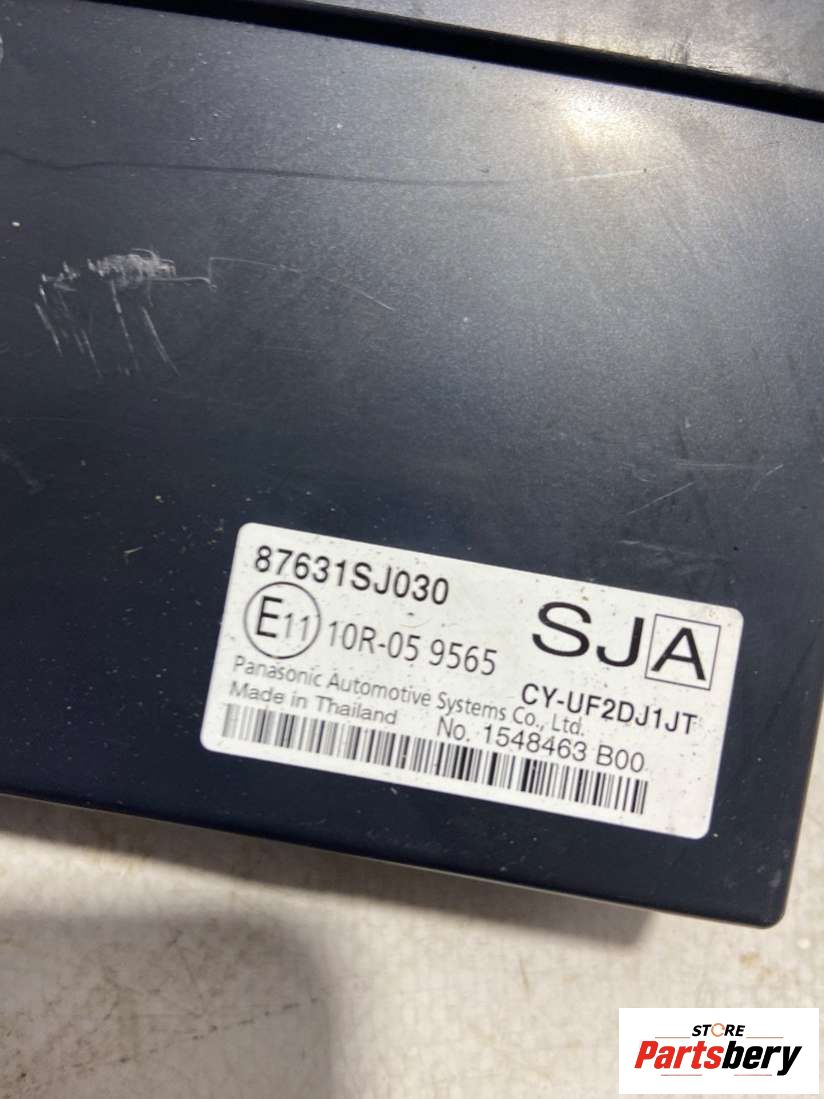 87631SJ030
E11 10R-05 9565
SJA
Panasonic Automotive Systems Co., Ltd.
CY-UF2DJ1JT
Made in Thailand
No. 1548463 B00
STORE
Partsbery